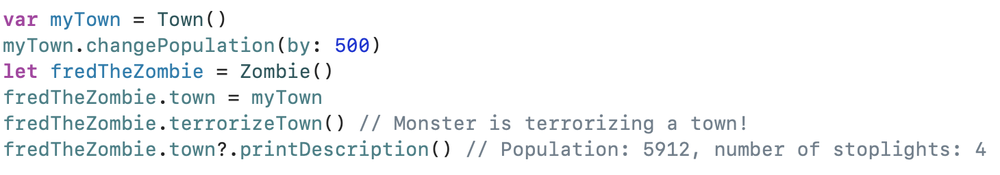 var myTown = Town()
myTown.changePopulation(by: 500)
let fredTheZombie = Zombie()
fredTheZombie.town = myTown
fredTheZombie.terrorizeTown() // Monster is terrorizing a town!
fredTheZombie.town?.printDescription() // Population: 5912, number of stoplights: 4